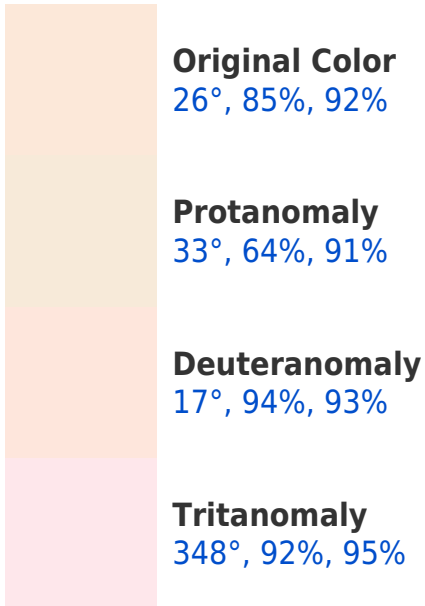 Original Color
26°, 85%, 92%
Protanomaly
33°, 64%, 91%
Deuteranomaly
17°, 94%, 93%
Tritanomaly
348°, 92%, 95%